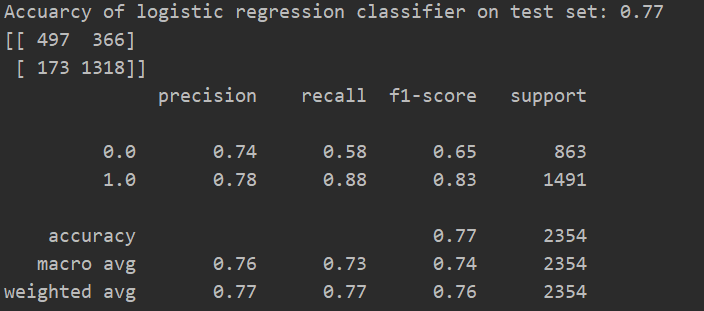 Accuarcy of logistic regression classifier on test set: 0.77
[[ 497  366]
 [ 173 1318]]
              precision    recall  f1-score   support

         0.0       0.74      0.58      0.65       863
         1.0       0.78      0.88      0.83      1491

    accuracy                           0.77      2354
   macro avg       0.76      0.73      0.74      2354
weighted avg       0.77      0.77      0.76      2354